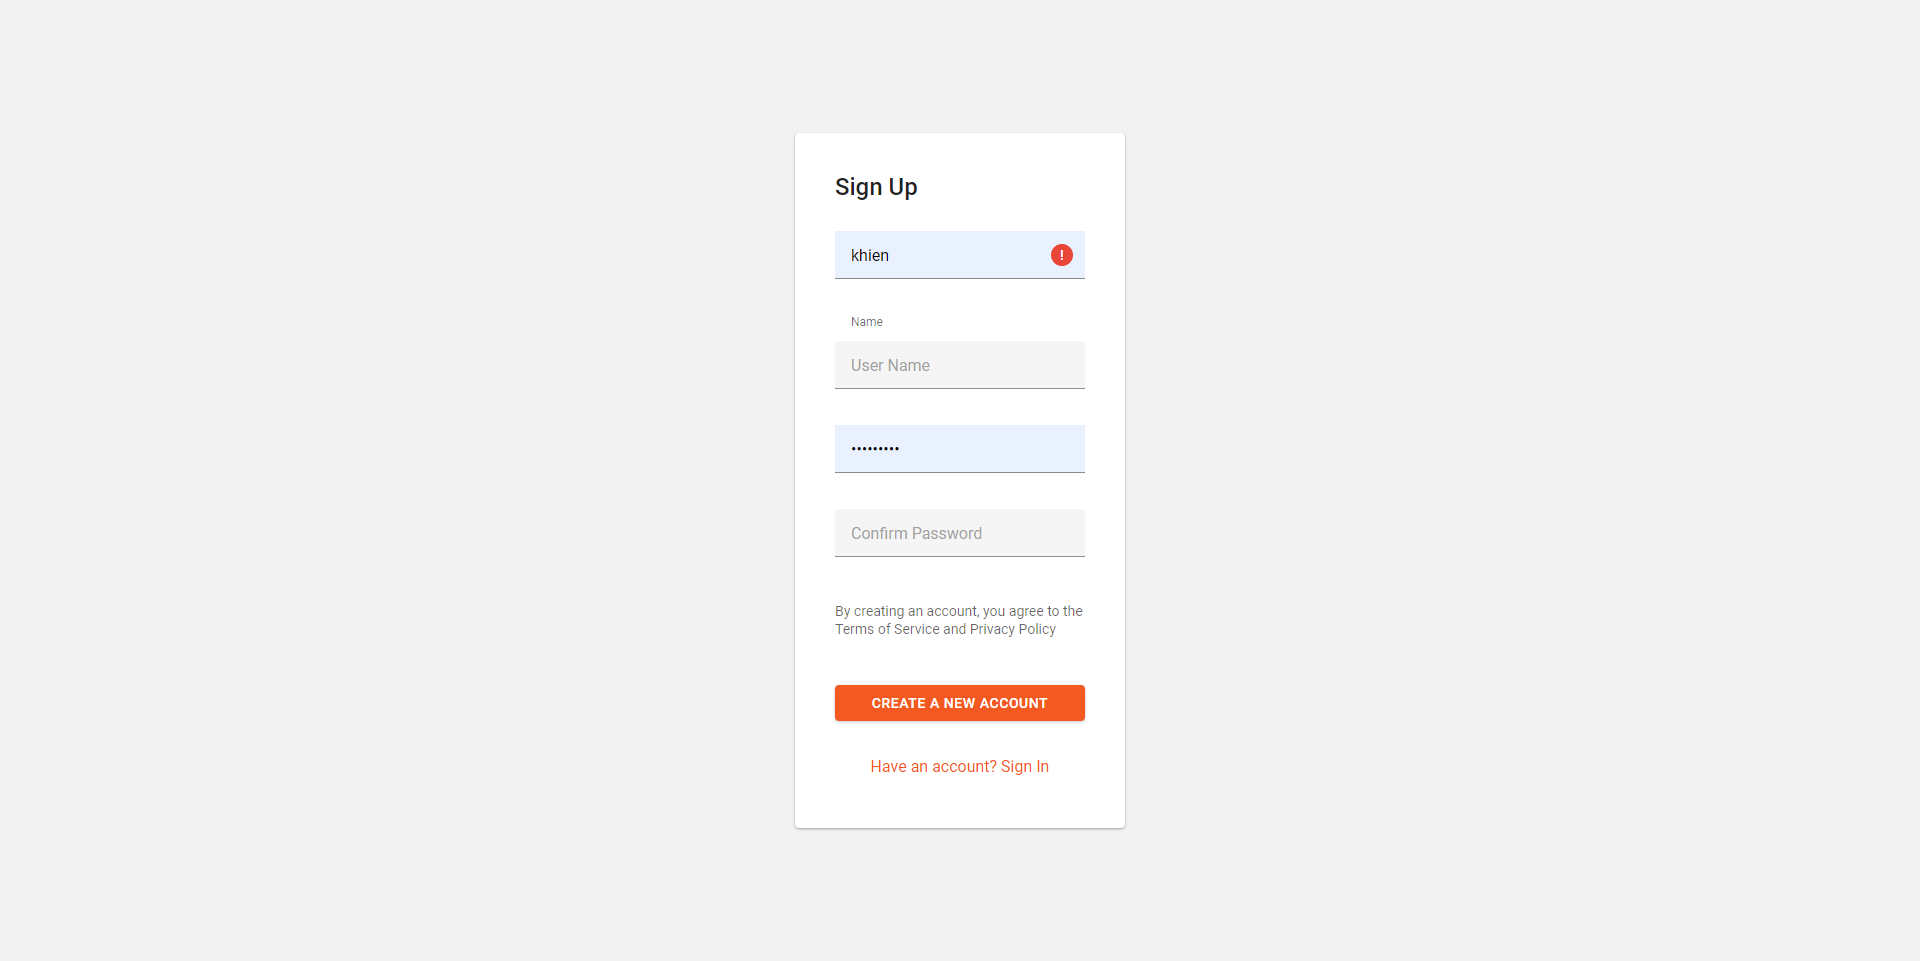 Sign Up
khien
!
Name
User Name
•••••••••
Confirm Password
By creating an account, you agree to the
Terms of Service and Privacy Policy
CREATE A NEW ACCOUNT
Have an account? Sign In